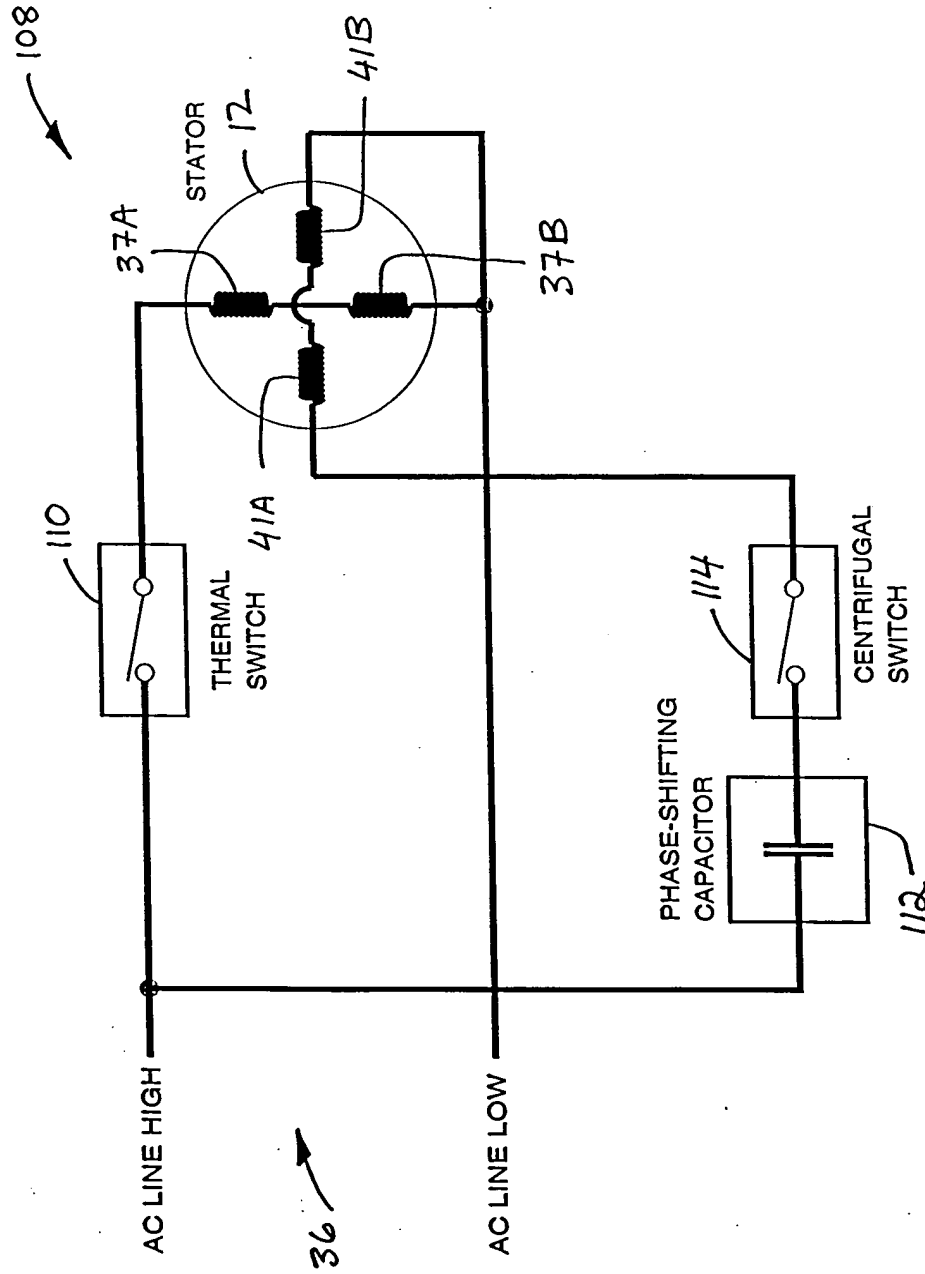 108
STATOR
12
37A
41B
110
THERMAL
SWITCH
41A
37B
AC LINE HIGH
36
AC LINE LOW
PHASE-SHIFTING
CAPACITOR
114
CENTRIFUGAL
SWITCH
112